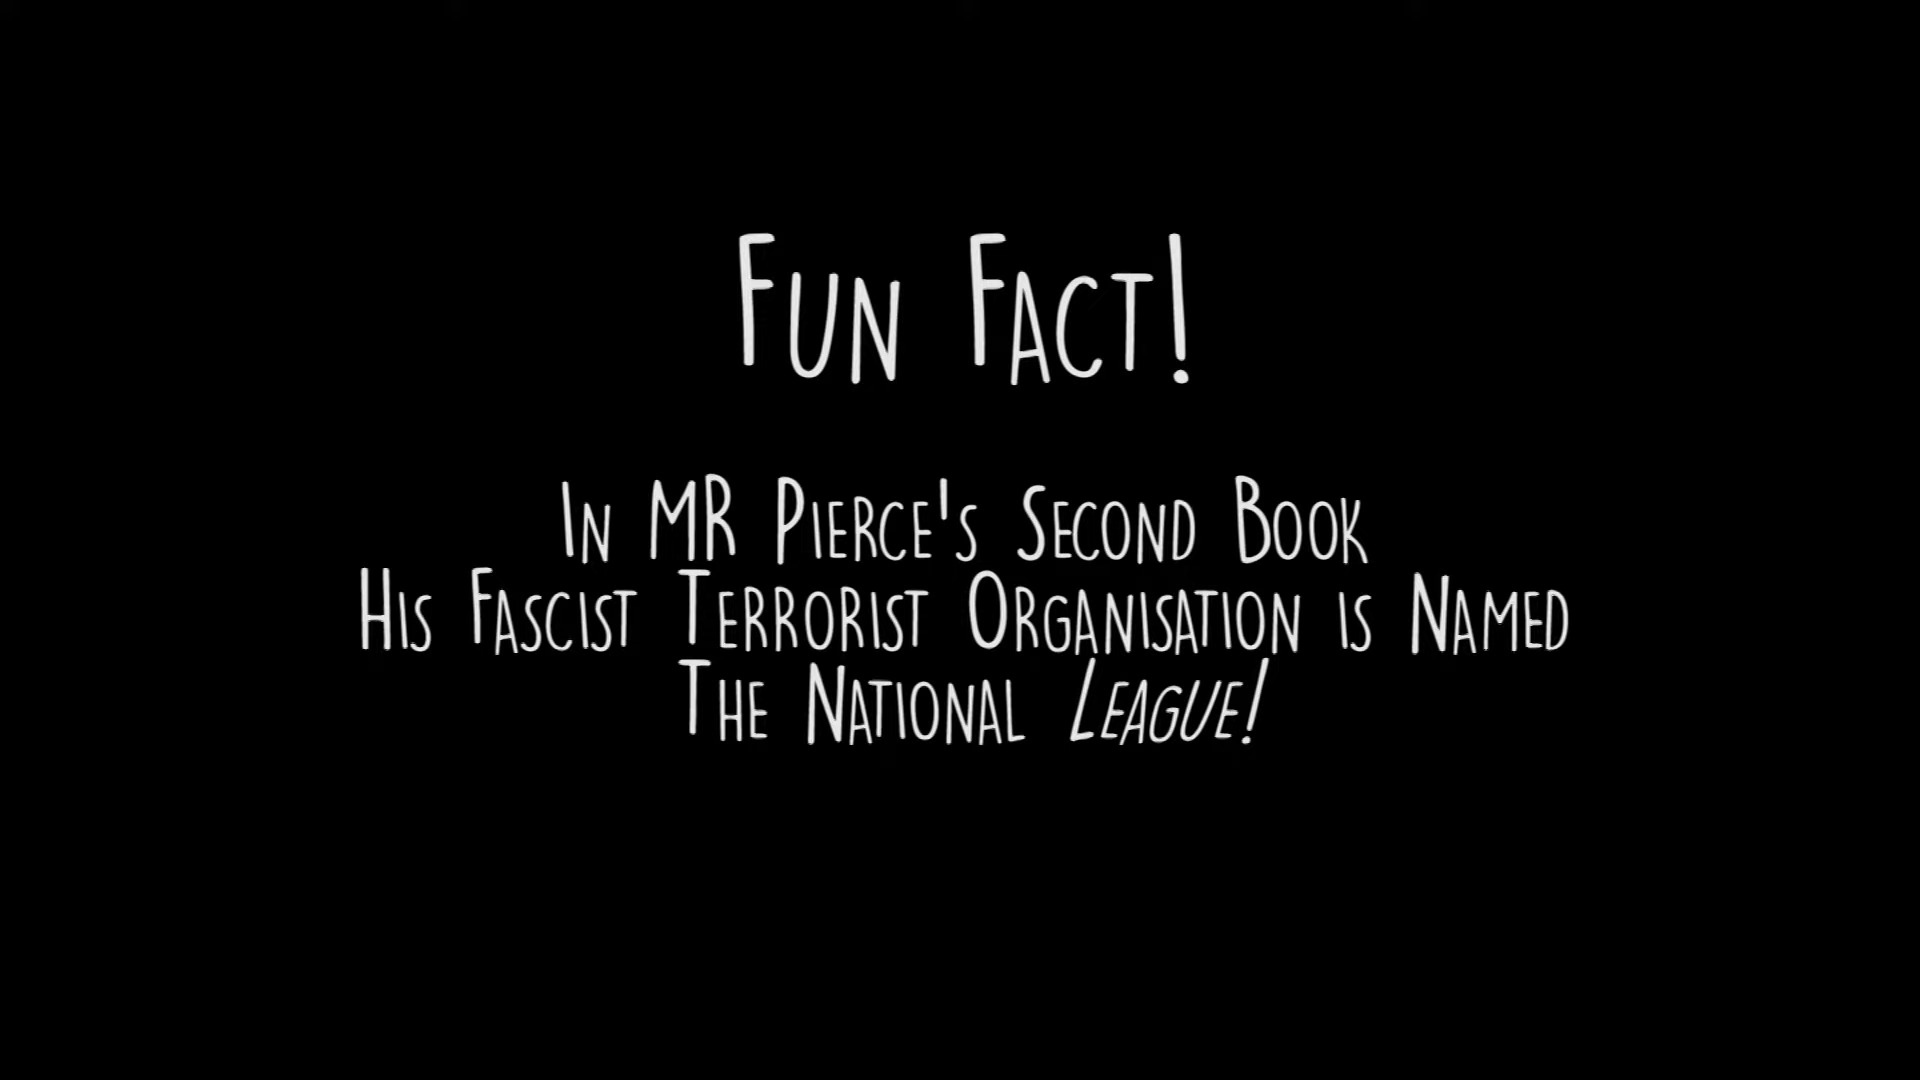 Fun Fact!
In MR Pierce's Second Book
His Fascist Terrorist Organisation is Named
The National League!